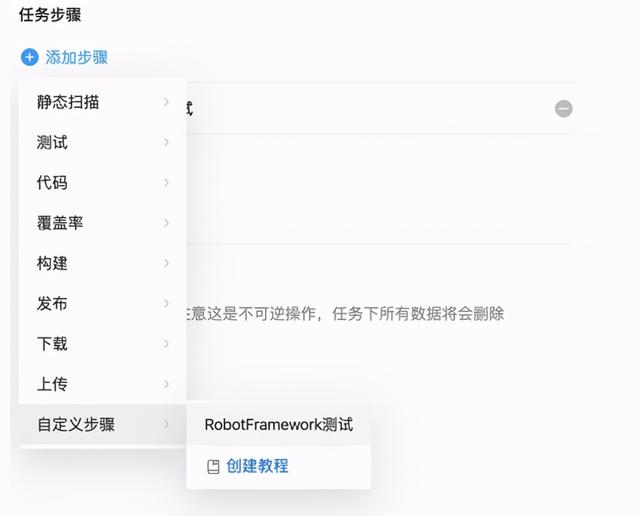 任务步骤
添加步骤
静态扫描
测试
代码
覆盖率
构建
发布
意这是不可逆操作，任务下所有数据将会删除
下载
上传
自定义步骤
RobotFramework测试
创建教程